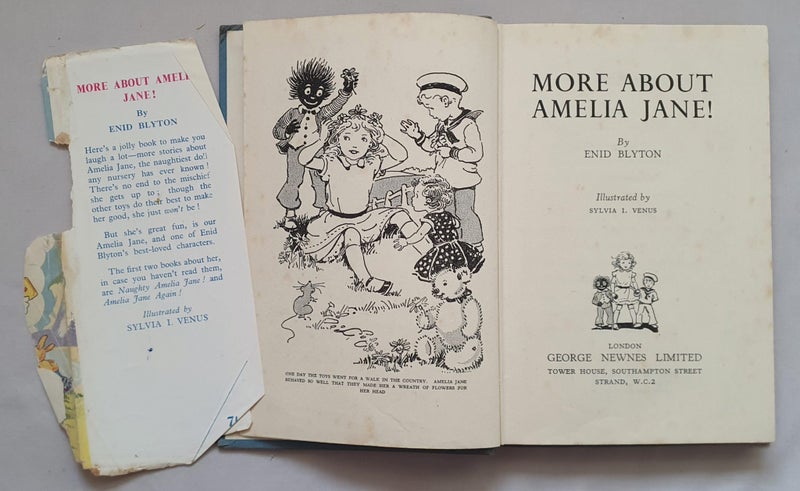 MORE ABOUT AMELI
JANE!
By
ENID BLYTON
Here's a jolly book to make you
laugh a lot—more stories about
Amelia Jane, the naughtiest doll
any nursery has ever known!
There's no end to the mischief
she gets up to; though the
other toys do their best to make
her good, she just won't be!
But she's great fun, is our
Amelia Jane, and one of Enid
Blyton's best-loved characters.
The first two books about her,
in case you haven't read them,
are Naughty Amelia Jane! and
Amelia Jane Again!
Illustrated by
SYLVIA I. VENUS
ONE DAY THE TOYS WENT FOR A WALK IN THE COUNTRY. AMELIA JANE
BEHAVED SO WELL THAT THEY MADE HER A WREATH OF FLOWERS FOR
HER HEAD
MORE ABOUT
AMELIA JANE!
By
ENID BLYTON
Illustrated by
SYLVIA I. VENUS
LONDON
GEORGE NEWNES LIMITED
TOWER HOUSE, SOUTHAMPTON STREET
STRAND, W.C.2